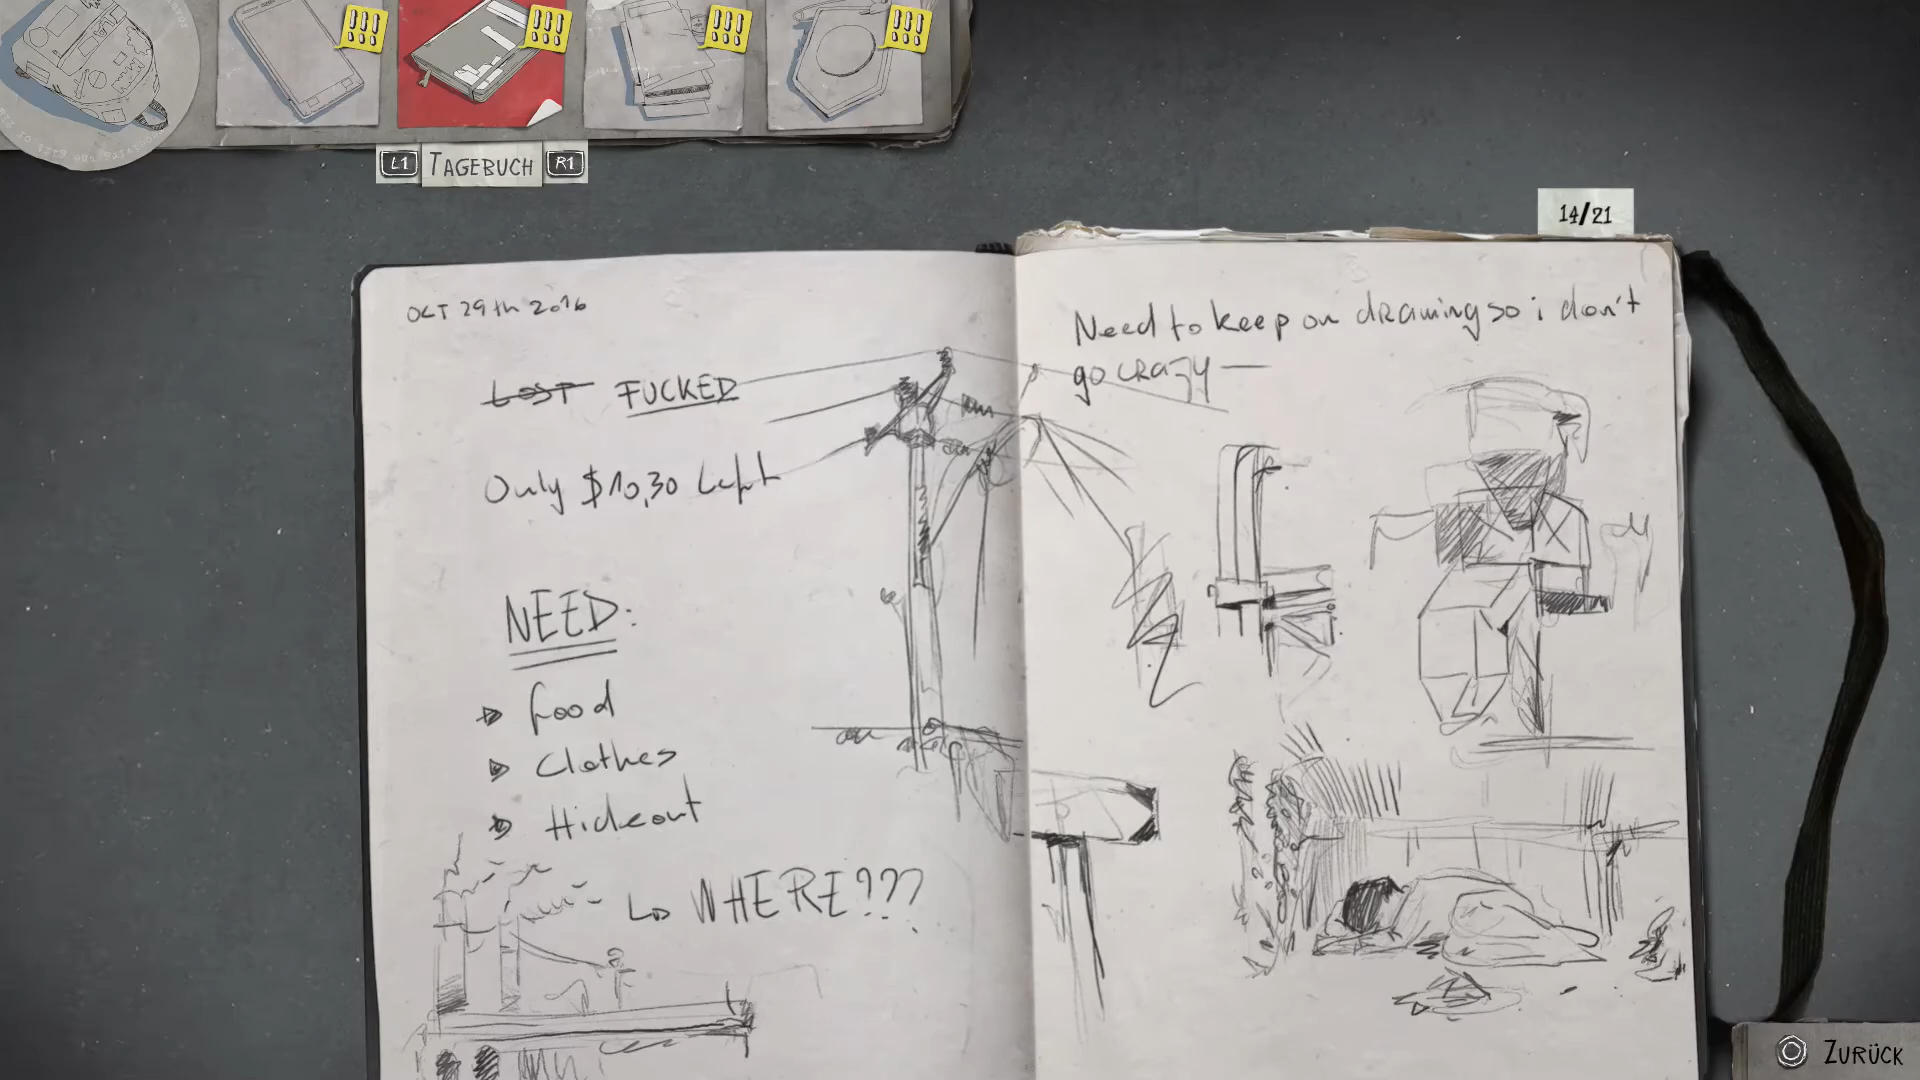 L1 TAGEBUCH R1
14/21
OCT 29th 2016
LOST FUCKED
Only $10,30 Left
NEED:
food
Clothes
Hideout
WHERE???
Need to keep on drawing so i don't
go crazy —
ZURÜCK